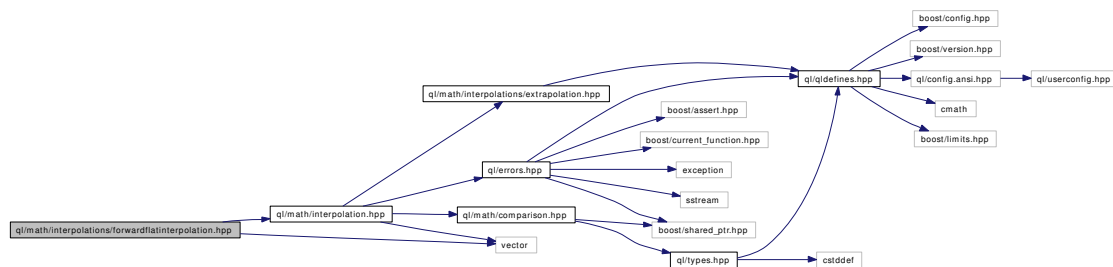 boost/config.hpp
boost/version.hpp
ql/qldefines.hpp
ql/config.ansi.hpp
ql/userconfig.hpp
ql/math/interpolations/extrapolation.hpp
cmath
boost/assert.hpp
boost/limits.hpp
boost/current_function.hpp
ql/errors.hpp
exception
sstream
ql/math/interpolation.hpp
ql/math/comparison.hpp
ql/math/interpolations/forwardflatinterpolation.hpp
boost/shared_ptr.hpp
vector
ql/types.hpp
cstddef